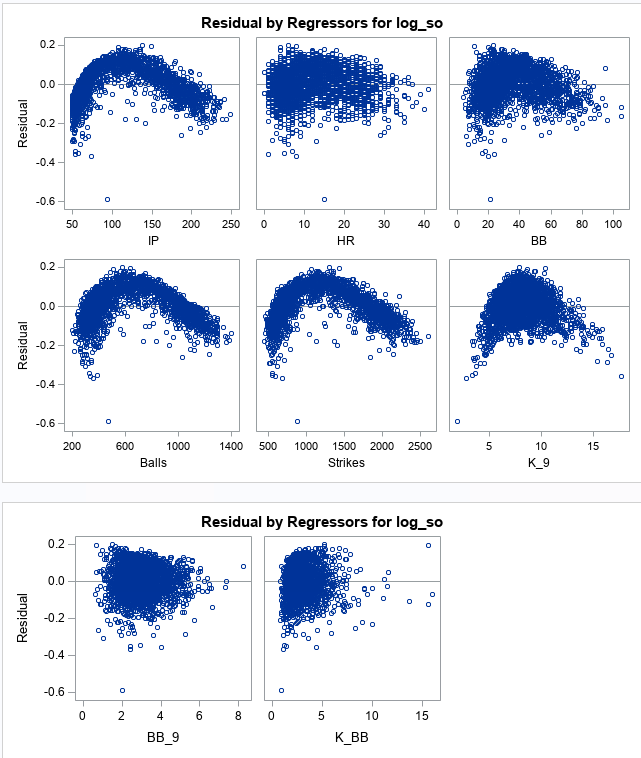 Residual by Regressors for log_so
Residual
0.2
0.0
-0.2
-0.4
-0.6
50 100 150 200 250
IP
0 10 20 30 40
HR
0 20 40 60 80 100
BB
Residual
0.2
0.0
-0.2
-0.4
-0.6
200 600 1000 1400
Balls
500 1000 1500 2000 2500
Strikes
5 10 15
K_9
Residual by Regressors for log_so
Residual
0.2
0.0
-0.2
-0.4
-0.6
0 2 4 6 8
BB_9
0 5 10 15
K_BB